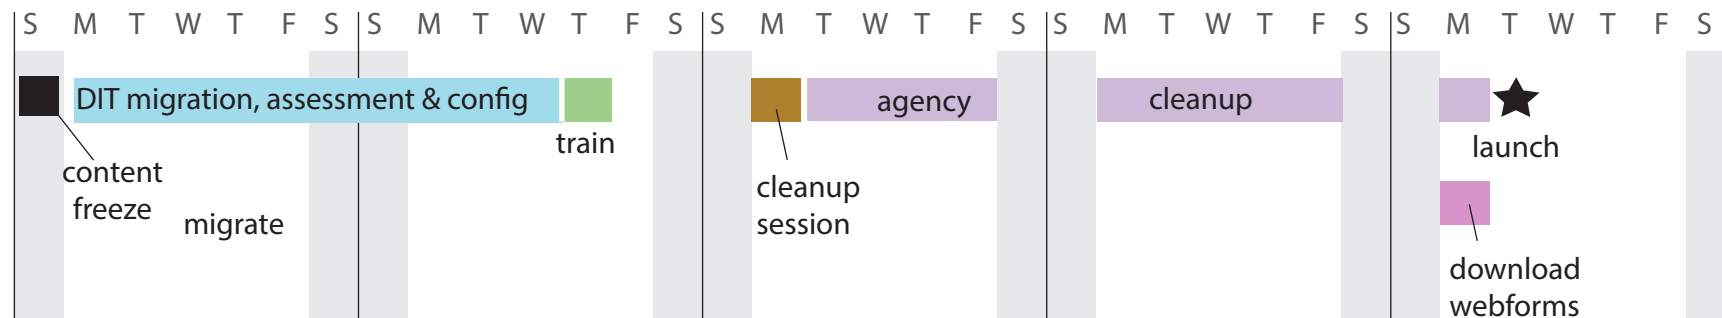 S M T W T F S S M T W T F S S M T W T F S S M T W T F S S M T W T F S
DIT migration, assessment & config
agency
cleanup
train
launch
content
freeze
migrate
cleanup
session
download
webforms